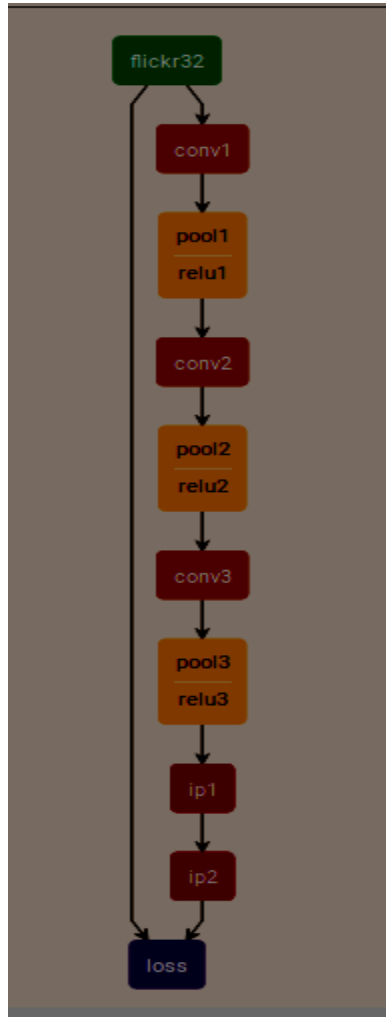 flickr32
conv1
pool1
relu1
conv2
pool2
relu2
conv3
pool3
relu3
ip1
ip2
loss